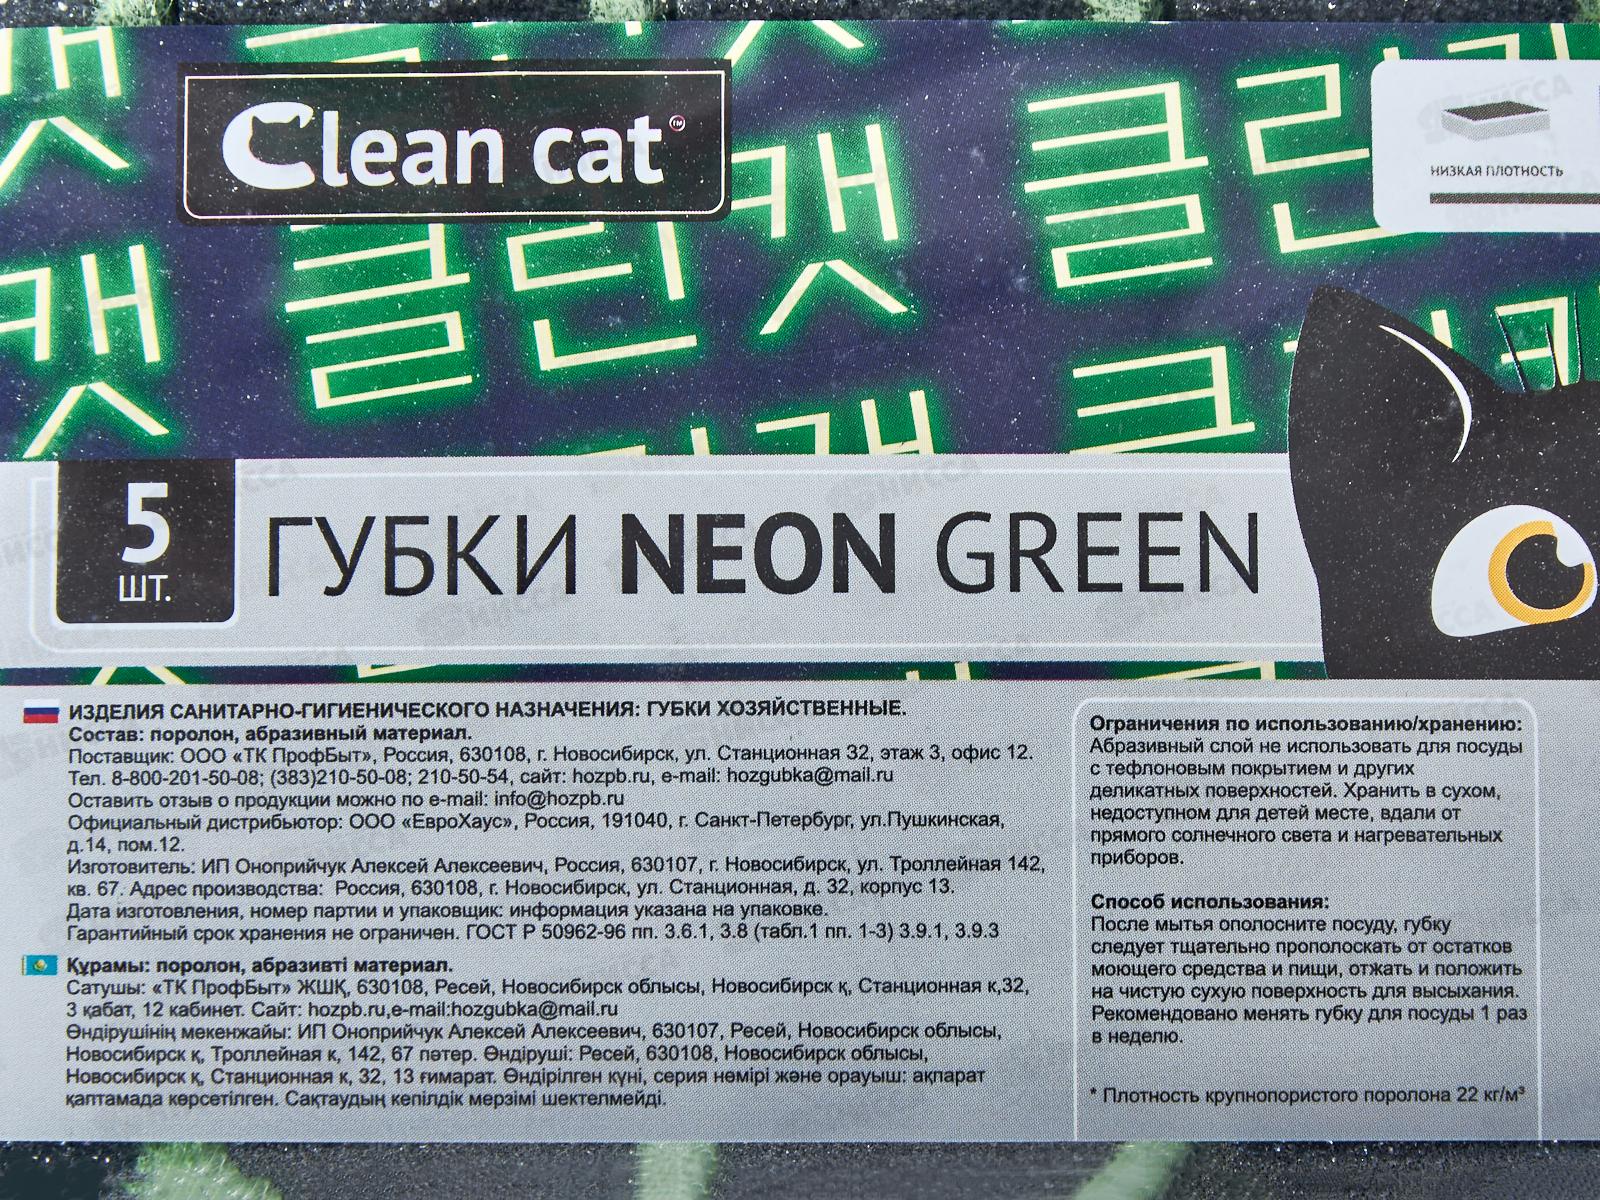 클린캣
Clean cat™
НИЗКАЯ ПЛОТНОСТЬ
5
ШТ.
ГУБКИ NEON GREEN
ИЗДЕЛИЯ САНИТАРНО-ГИГИЕНИЧЕСКОГО НАЗНАЧЕНИЯ: ГУБКИ ХОЗЯЙСТВЕННЫЕ.
Состав: поролон, абразивный материал.
Поставщик: ООО «ТК ПрофБыт», Россия, 630108, г. Новосибирск, ул. Станционная 32, этаж 3, офис 12.
Тел. 8-800-201-50-08; (383)210-50-08; 210-50-54, сайт: hozpb.ru, e-mail: hozgubka@mail.ru
Оставить отзыв о продукции можно по e-mail: info@hozpb.ru
Официальный дистрибьютор: ООО «ЕвроХаус», Россия, 191040, г. Санкт-Петербург, ул.Пушкинская,
д.14, пом.12.
Изготовитель: ИП Оноприйчук Алексей Алексеевич, Россия, 630107, г. Новосибирск, ул. Троллейная 142,
кв. 67. Адрес производства: Россия, 630108, г. Новосибирск, ул. Станционная, д. 32, корпус 13.
Дата изготовления, номер партии и упаковщик: информация указана на упаковке.
Гарантийный срок хранения не ограничен. ГОСТ Р 50962-96 пп. 3.6.1, 3.8 (табл.1 пп. 1-3) 3.9.1, 3.9.3
Құрамы: поролон, абразивті материал.
Сатушы: «ТК ПрофБыт» ЖШҚ, 630108, Ресей, Новосибирск облысы, Новосибирск қ, Станционная к,32,
3 қабат, 12 кабинет. Сайт: hozpb.ru,e-mail:hozgubka@mail.ru
Өндірушінің мекенжайы: ИП Оноприйчук Алексей Алексеевич, 630107, Ресей, Новосибирск облысы,
Новосибирск қ, Троллейная к, 142, 67 пәтер. Өндіруші: Ресей, 630108, Новосибирск облысы,
Новосибирск қ, Станционная к, 32, 13 ғимарат. Өндірілген күні, серия нөмірі және орауыш: ақпарат
қаптамада көрсетілген. Сақтаудың кепілдік мерзімі шектелмейді.
Ограничения по использованию/хранению:
Абразивный слой не использовать для посуды
с тефлоновым покрытием и других
деликатных поверхностей. Хранить в сухом,
недоступном для детей месте, вдали от
прямого солнечного света и нагревательных
приборов.
Способ использования:
После мытья ополосните посуду, губку
следует тщательно прополоскать от остатков
моющего средства и пищи, отжать и положить
на чистую сухую поверхность для высыхания.
Рекомендовано менять губку для посуды 1 раз
в неделю.
* Плотность крупнопористого поролона 22 кг/м³